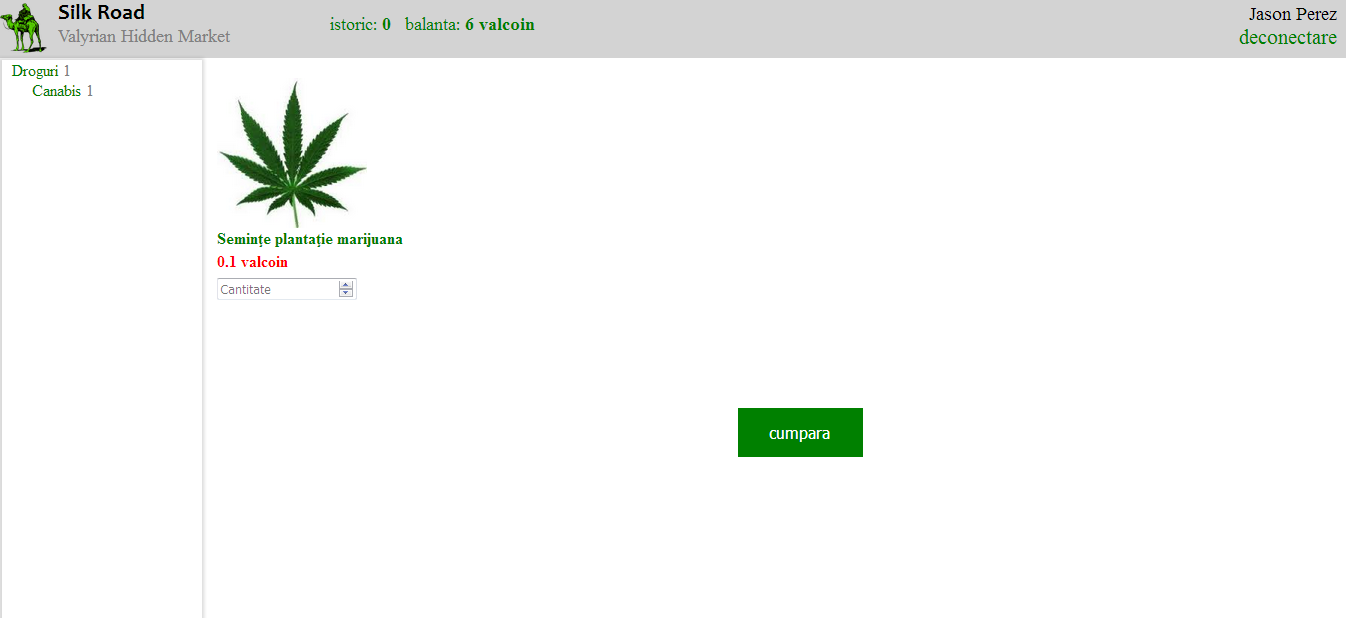 Silk Road
Valyrian Hidden Market
istoric: 0 balanta: 6 valcoin
Jason Perez
deconectare
Droguri 1
Canabis 1
Semințe plantație marijuana
0.1 valcoin
Cantitate
cumpara